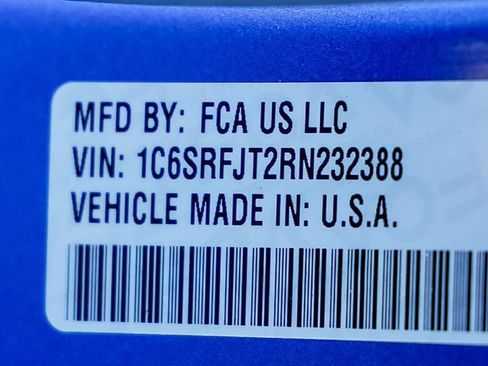 MFD BY: FCA US LLC
VIN: 1C6SRFJT2RN232388
VEHICLE MADE IN: U.S.A.